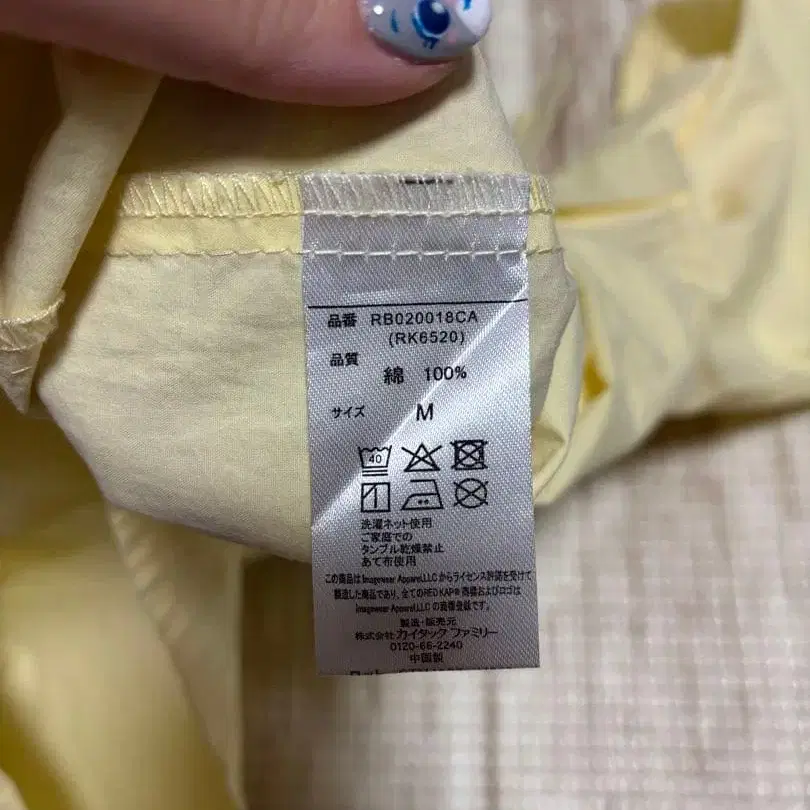 品番 RB020018CA
(RK6520)
品質
綿 100%
サイズ M
40
洗濯ネット使用
ご家庭での
タンブル乾燥禁止
あて布使用
この商品は Imagewear Apparel,LLC からライセンス許諾を受けて
製造した商品であり、全てのRED KAP® 商標およびロゴは
Imagewear Apparel,LLC の商標登録です。
製造・販売元
株式会社カイタックファミリー
0120-66-2240
中国製